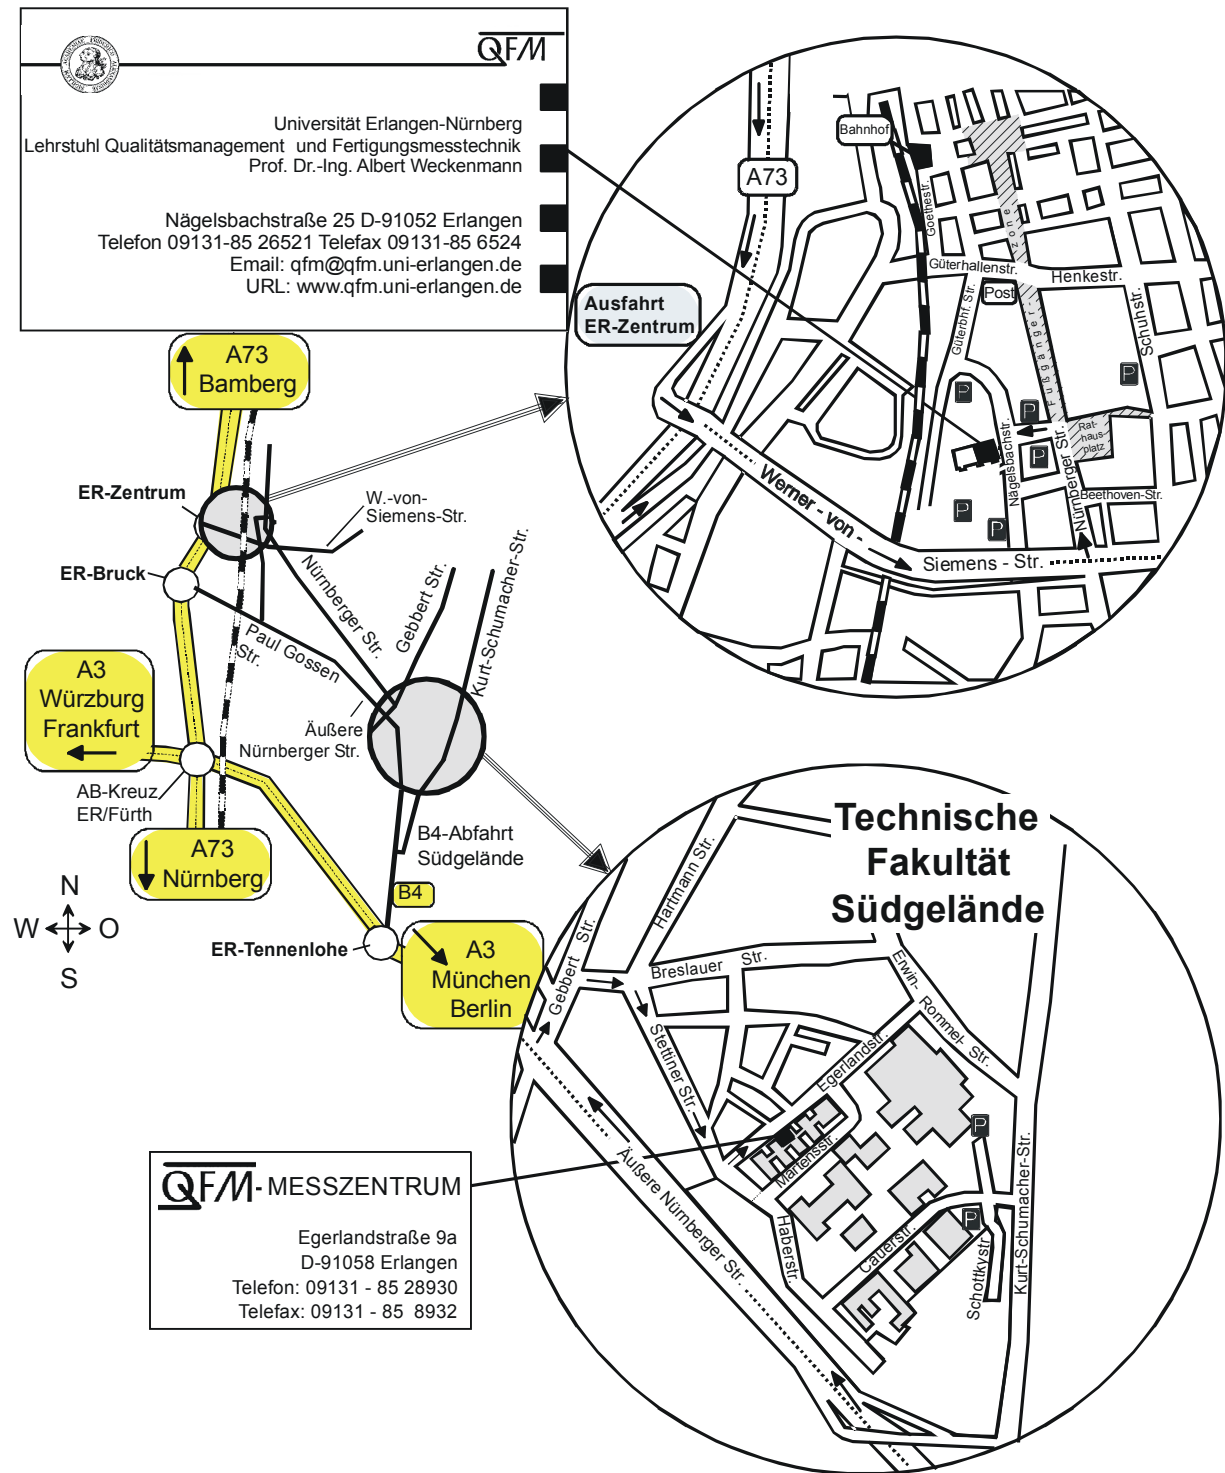 QFM
Universität Erlangen-Nürnberg
Lehrstuhl Qualitätsmanagement und Fertigungsmesstechnik
Prof. Dr.-Ing. Albert Weckenmann
Nägelsbachstraße 25 D-91052 Erlangen
Telefon 09131-85 26521 Telefax 09131-85 6524
Email: qfm@qfm.uni-erlangen.de
URL: www.qfm.uni-erlangen.de
Bahnhof
A73
Goethestr.
Fußgänger-zone
Güterhallenstr.
Henkestr.
Post
Schuhstr.
Güterbhf. Str.
Ausfahrt
ER-Zentrum
P
P
P
P
P
P
Rat-
haus-
platz
Nägelsbachstr.
Nürnberger Str.
Beethoven-Str.
Werner - von -
Siemens - Str.
A73
Bamberg
ER-Zentrum
W.-von-
Siemens-Str.
ER-Bruck
Nürnberger Str.
Gebbert Str.
Kurt-Schumacher-Str.
Paul Gossen
Str.
A3
Würzburg
Frankfurt
Äußere
Nürnberger Str.
AB-Kreuz
ER/Fürth
A73
Nürnberg
B4-Abfahrt
Südgelände
B4
N
W O
S
ER-Tennenlohe
A3
München
Berlin
Technische
Fakultät
Südgelände
Hartmann Str.
Gebbert Str.
Breslauer Str.
Erwin- Rommel- Str.
Stettiner Str.
Egerlandstr.
Martensstr.
P
Äußere Nürnberger Str.
Haberstr.
Cauerstr.
P
Schottkystr
Kurt-Schumacher-Str.
QFM - MESSZENTRUM
Egerlandstraße 9a
D-91058 Erlangen
Telefon: 09131 - 85 28930
Telefax: 09131 - 85 8932